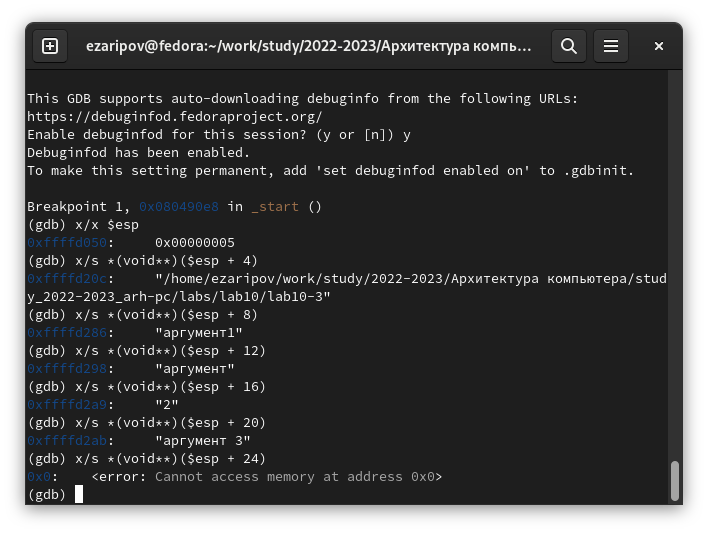 ezaripov@fedora:~/work/study/2022-2023/Архитектура компь…
This GDB supports auto-downloading debuginfo from the following URLs:
https://debuginfod.fedoraproject.org/
Enable debuginfod for this session? (y or [n]) y
Debuginfod has been enabled.
To make this setting permanent, add 'set debuginfod enabled on' to .gdbinit.
Breakpoint 1, 0x080490e8 in _start ()
(gdb) x/x $esp
0xffffd050:     0x00000005
(gdb) x/s *(void**)($esp + 4)
0xffffd20c:     "/home/ezaripov/work/study/2022-2023/Архитектура компьютера/stud
y_2022-2023_arh-pc/labs/lab10/lab10-3"
(gdb) x/s *(void**)($esp + 8)
0xffffd286:     "аргумент1"
(gdb) x/s *(void**)($esp + 12)
0xffffd298:     "аргумент"
(gdb) x/s *(void**)($esp + 16)
0xffffd2a9:     "2"
(gdb) x/s *(void**)($esp + 20)
0xffffd2ab:     "аргумент 3"
(gdb) x/s *(void**)($esp + 24)
0x0:    <error: Cannot access memory at address 0x0>
(gdb)